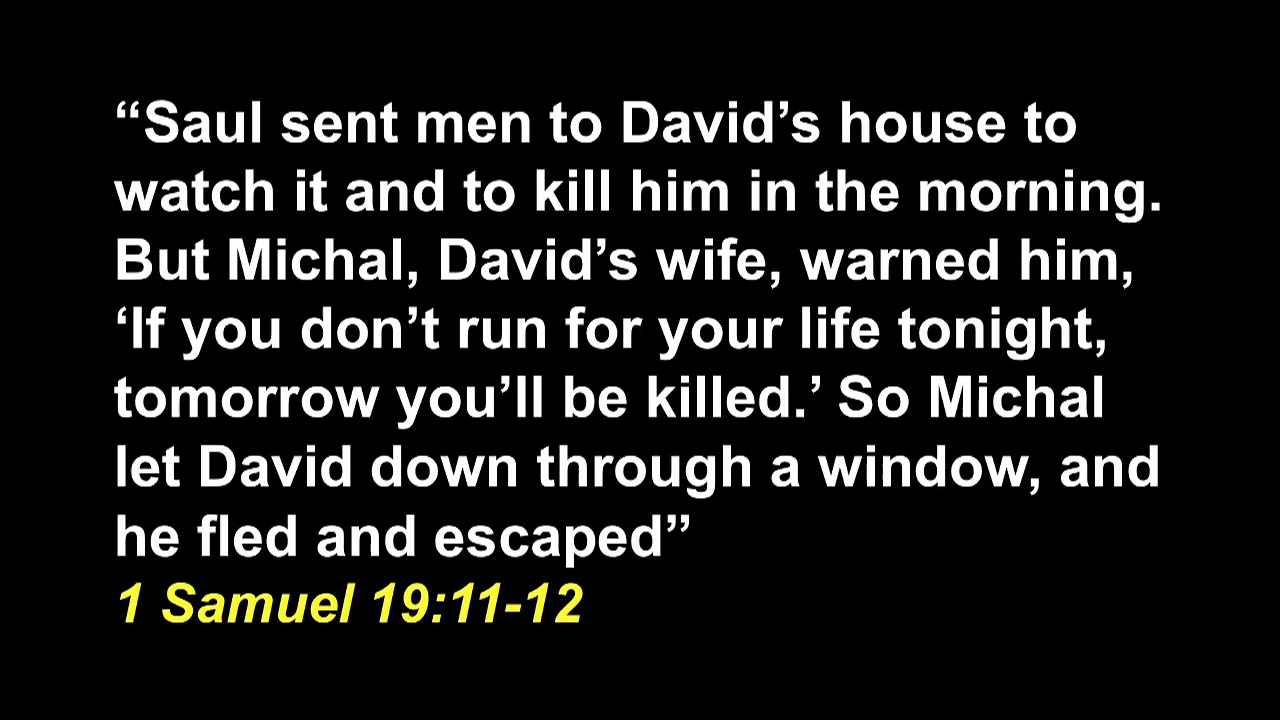 “Saul sent men to David’s house to
watch it and to kill him in the morning.
But Michal, David’s wife, warned him,
‘If you don’t run for your life tonight,
tomorrow you’ll be killed.’ So Michal
let David down through a window, and
he fled and escaped”
1 Samuel 19:11-12